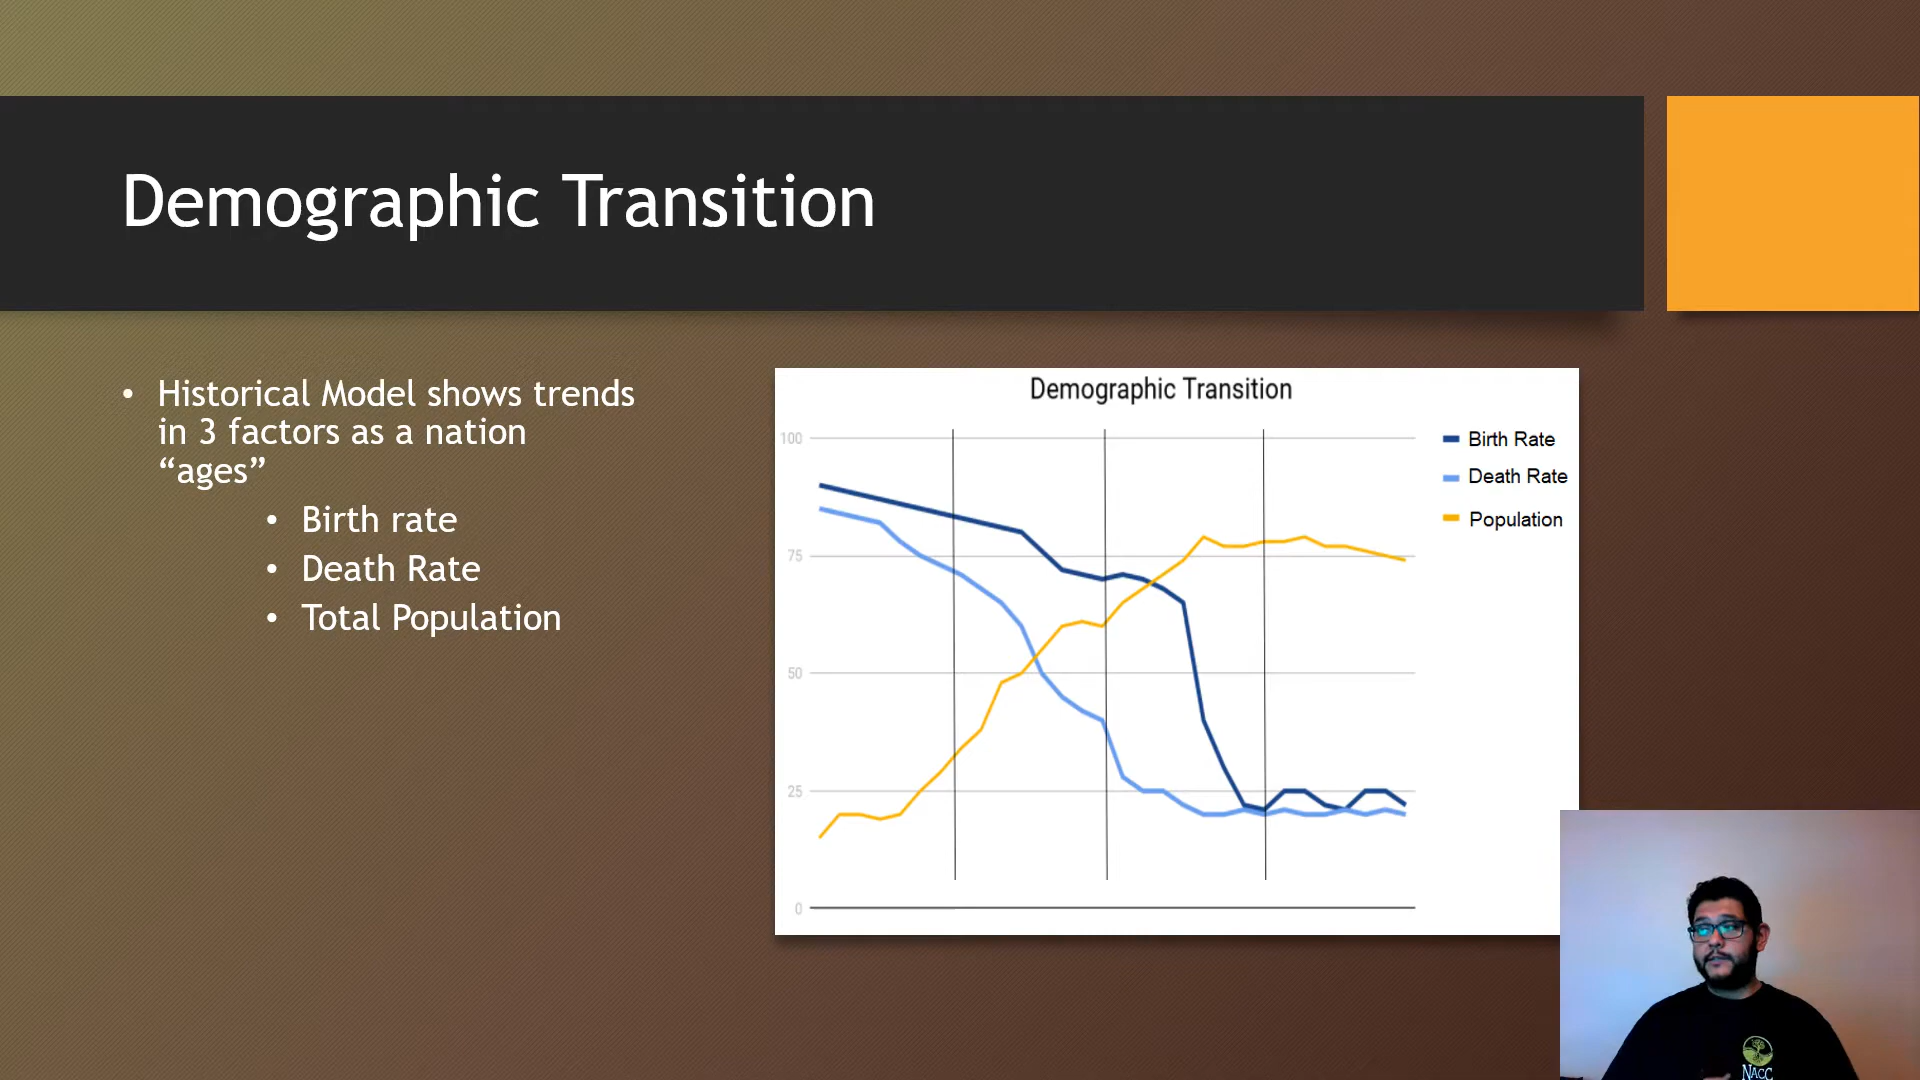 Demographic Transition
• Historical Model shows trends
in 3 factors as a nation
“ages”
• Birth rate
• Death Rate
• Total Population
Demographic Transition
100
75
50
25
0
Birth Rate
Death Rate
Population
NACC